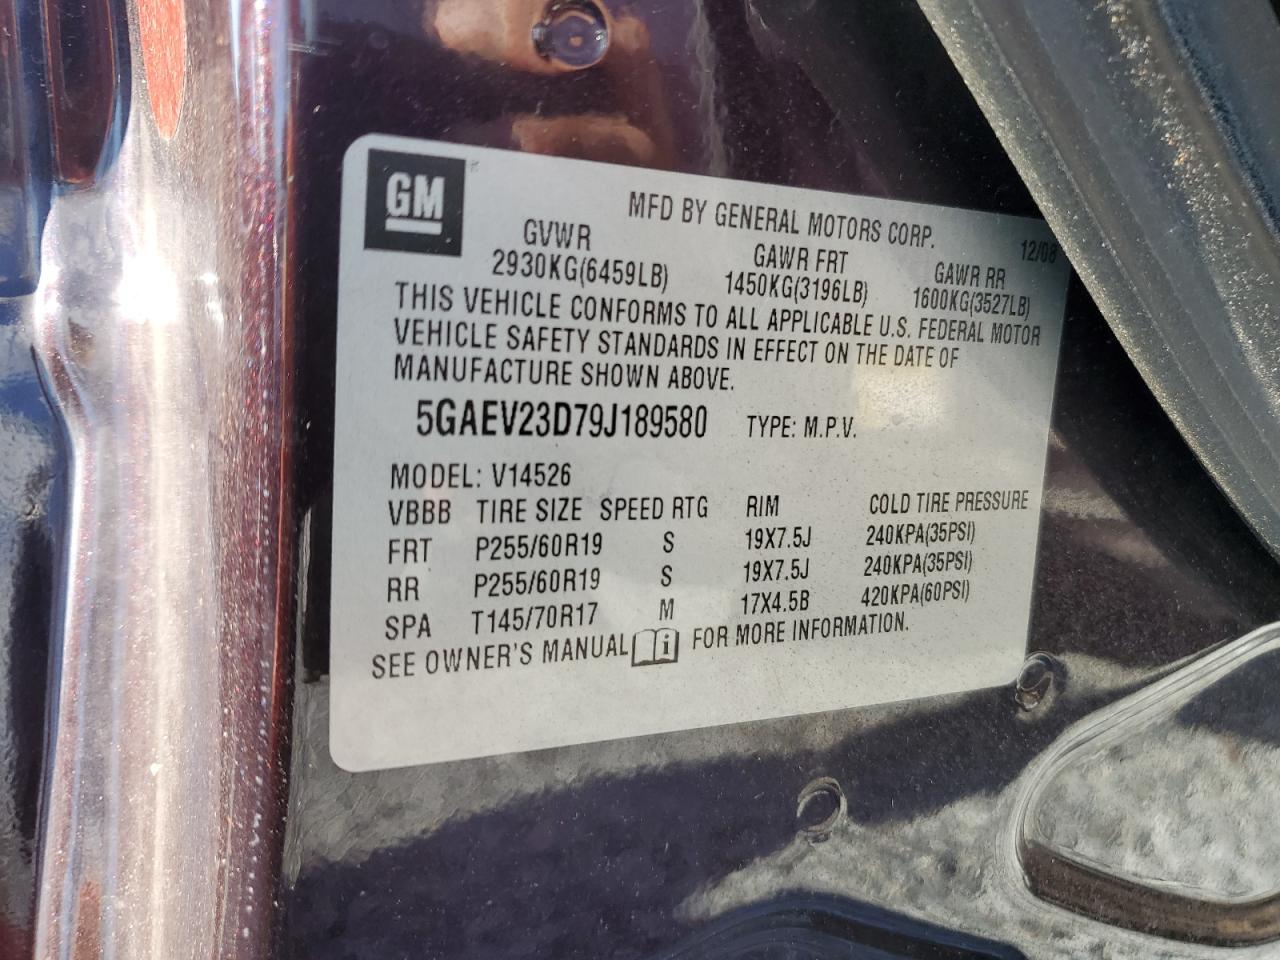 GM
MFD BY GENERAL MOTORS CORP.
12/08
GVWR GAWR FRT GAWR RR
2930KG(6459LB) 1450KG(3196LB) 1600KG(3527LB)
THIS VEHICLE CONFORMS TO ALL APPLICABLE U.S. FEDERAL MOTOR
VEHICLE SAFETY STANDARDS IN EFFECT ON THE DATE OF
MANUFACTURE SHOWN ABOVE.
5GAEV23D79J189580 TYPE: M.P.V.
MODEL: V14526
VBBB TIRE SIZE SPEED RTG RIM COLD TIRE PRESSURE
FRT P255/60R19 S 19X7.5J 240KPA(35PSI)
RR P255/60R19 S 19X7.5J 240KPA(35PSI)
SPA T145/70R17 M 17X4.5B 420KPA(60PSI)
SEE OWNER'S MANUAL i FOR MORE INFORMATION.